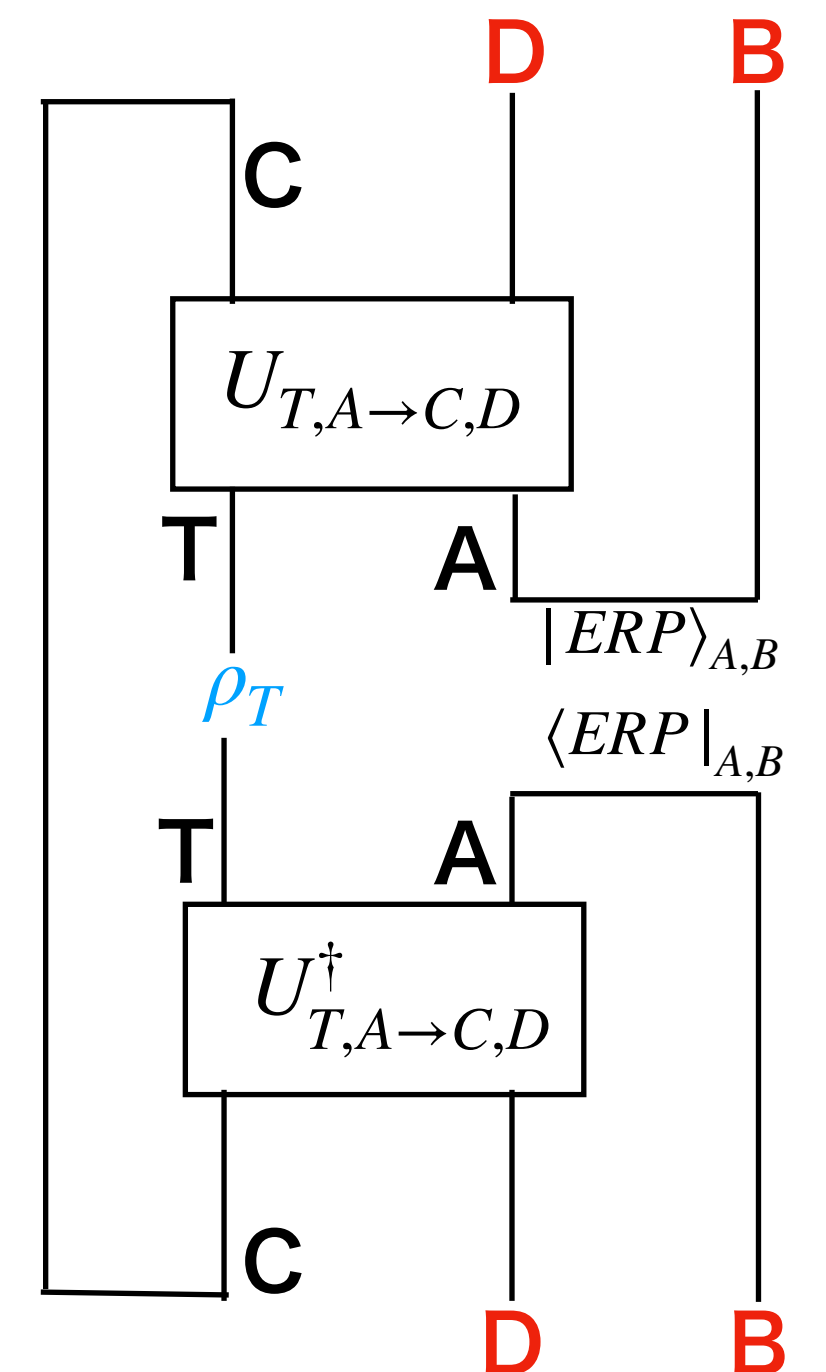 D B
C
U_{T,A→C,D}
T A
|ERP⟩_{A,B}
ρ_T
⟨ERP|_{A,B}
T A
U^†_{T,A→C,D}
C
D B